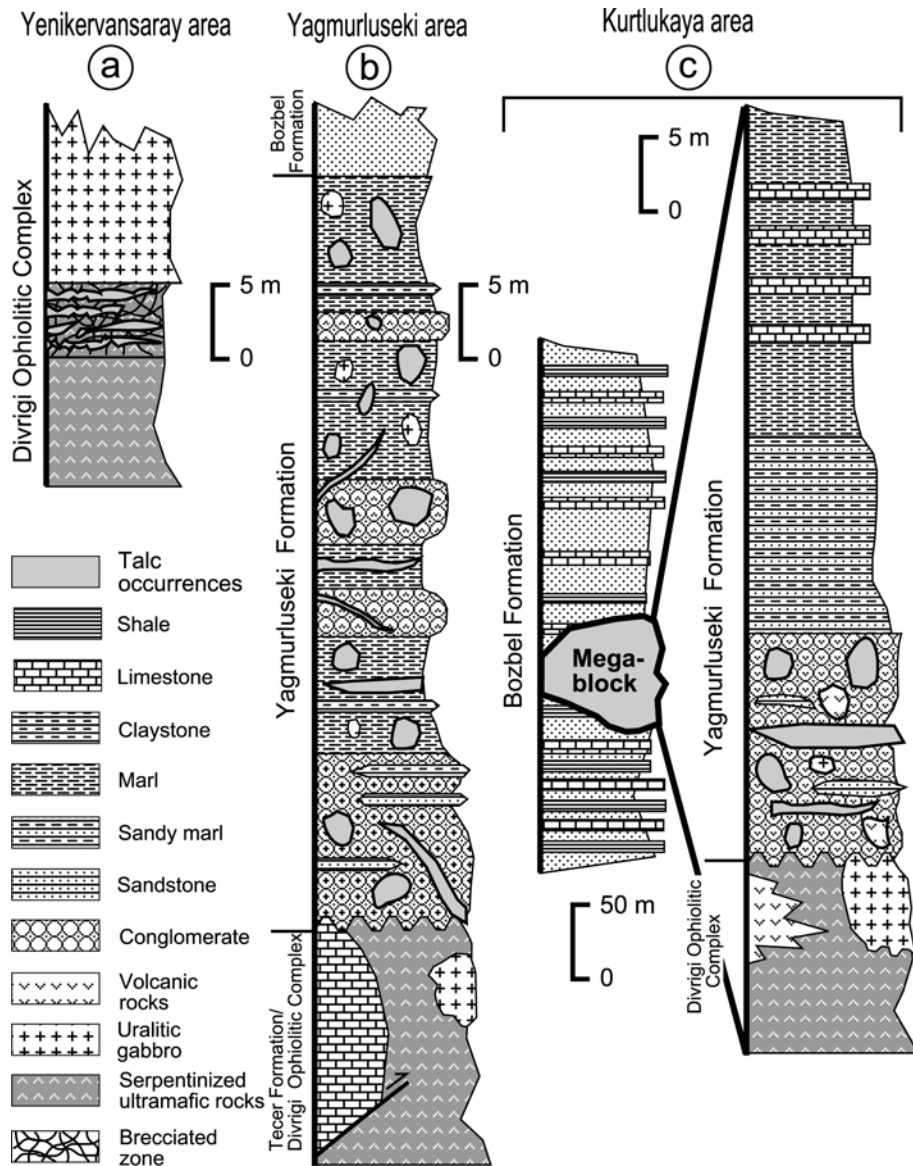 Yenikervansaray area
a
Divrigi Ophiolitic Complex
5 m
0
Talc
occurrences
Shale
Limestone
Claystone
Marl
Sandy marl
Sandstone
Conglomerate
Volcanic
rocks
Uralitic
gabbro
Serpentinized
ultramafic rocks
Brecciated
zone
Yagmurluseki area
b
Bozbel
Formation
Yagmurluseki Formation
Tecer Formation/
Divrigi Ophiolitic Complex
5 m
0
Kurtlukaya area
c
5 m
0
Bozbel Formation
Mega-
block
50 m
0
Yagmurluseki Formation
Divrigi Ophiolitic
Complex